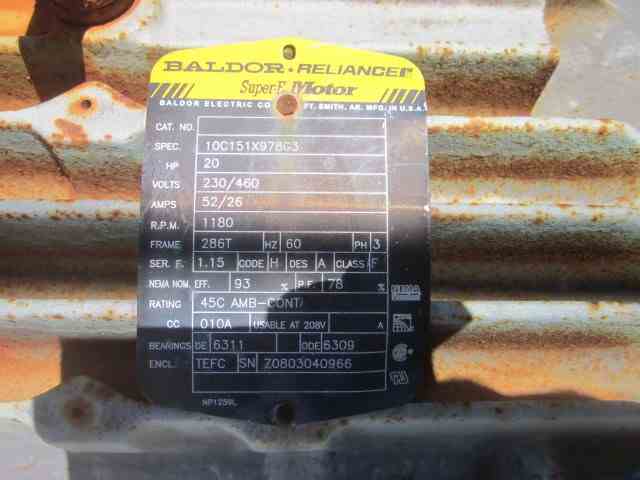 BALDOR • RELIANCE
Super-E Motor
BALDOR ELECTRIC CO FT. SMITH, AR. MFG. IN U.S.A.
CAT. NO.
SPEC. 10C151X978G3
HP 20
VOLTS 230/460
AMPS 52/26
R.P.M. 1180
FRAME 286T HZ 60 PH 3
SER. F. 1.15 CODE H DES A CLASS F
NEMA NOM. EFF. 93 % P.F. 78 %
RATING 45C AMB-CONT
CC 010A USABLE AT 208V A
BEARINGS DE 6311 ODE 6309
ENCL. TEFC SN Z0803040966
NP1259L